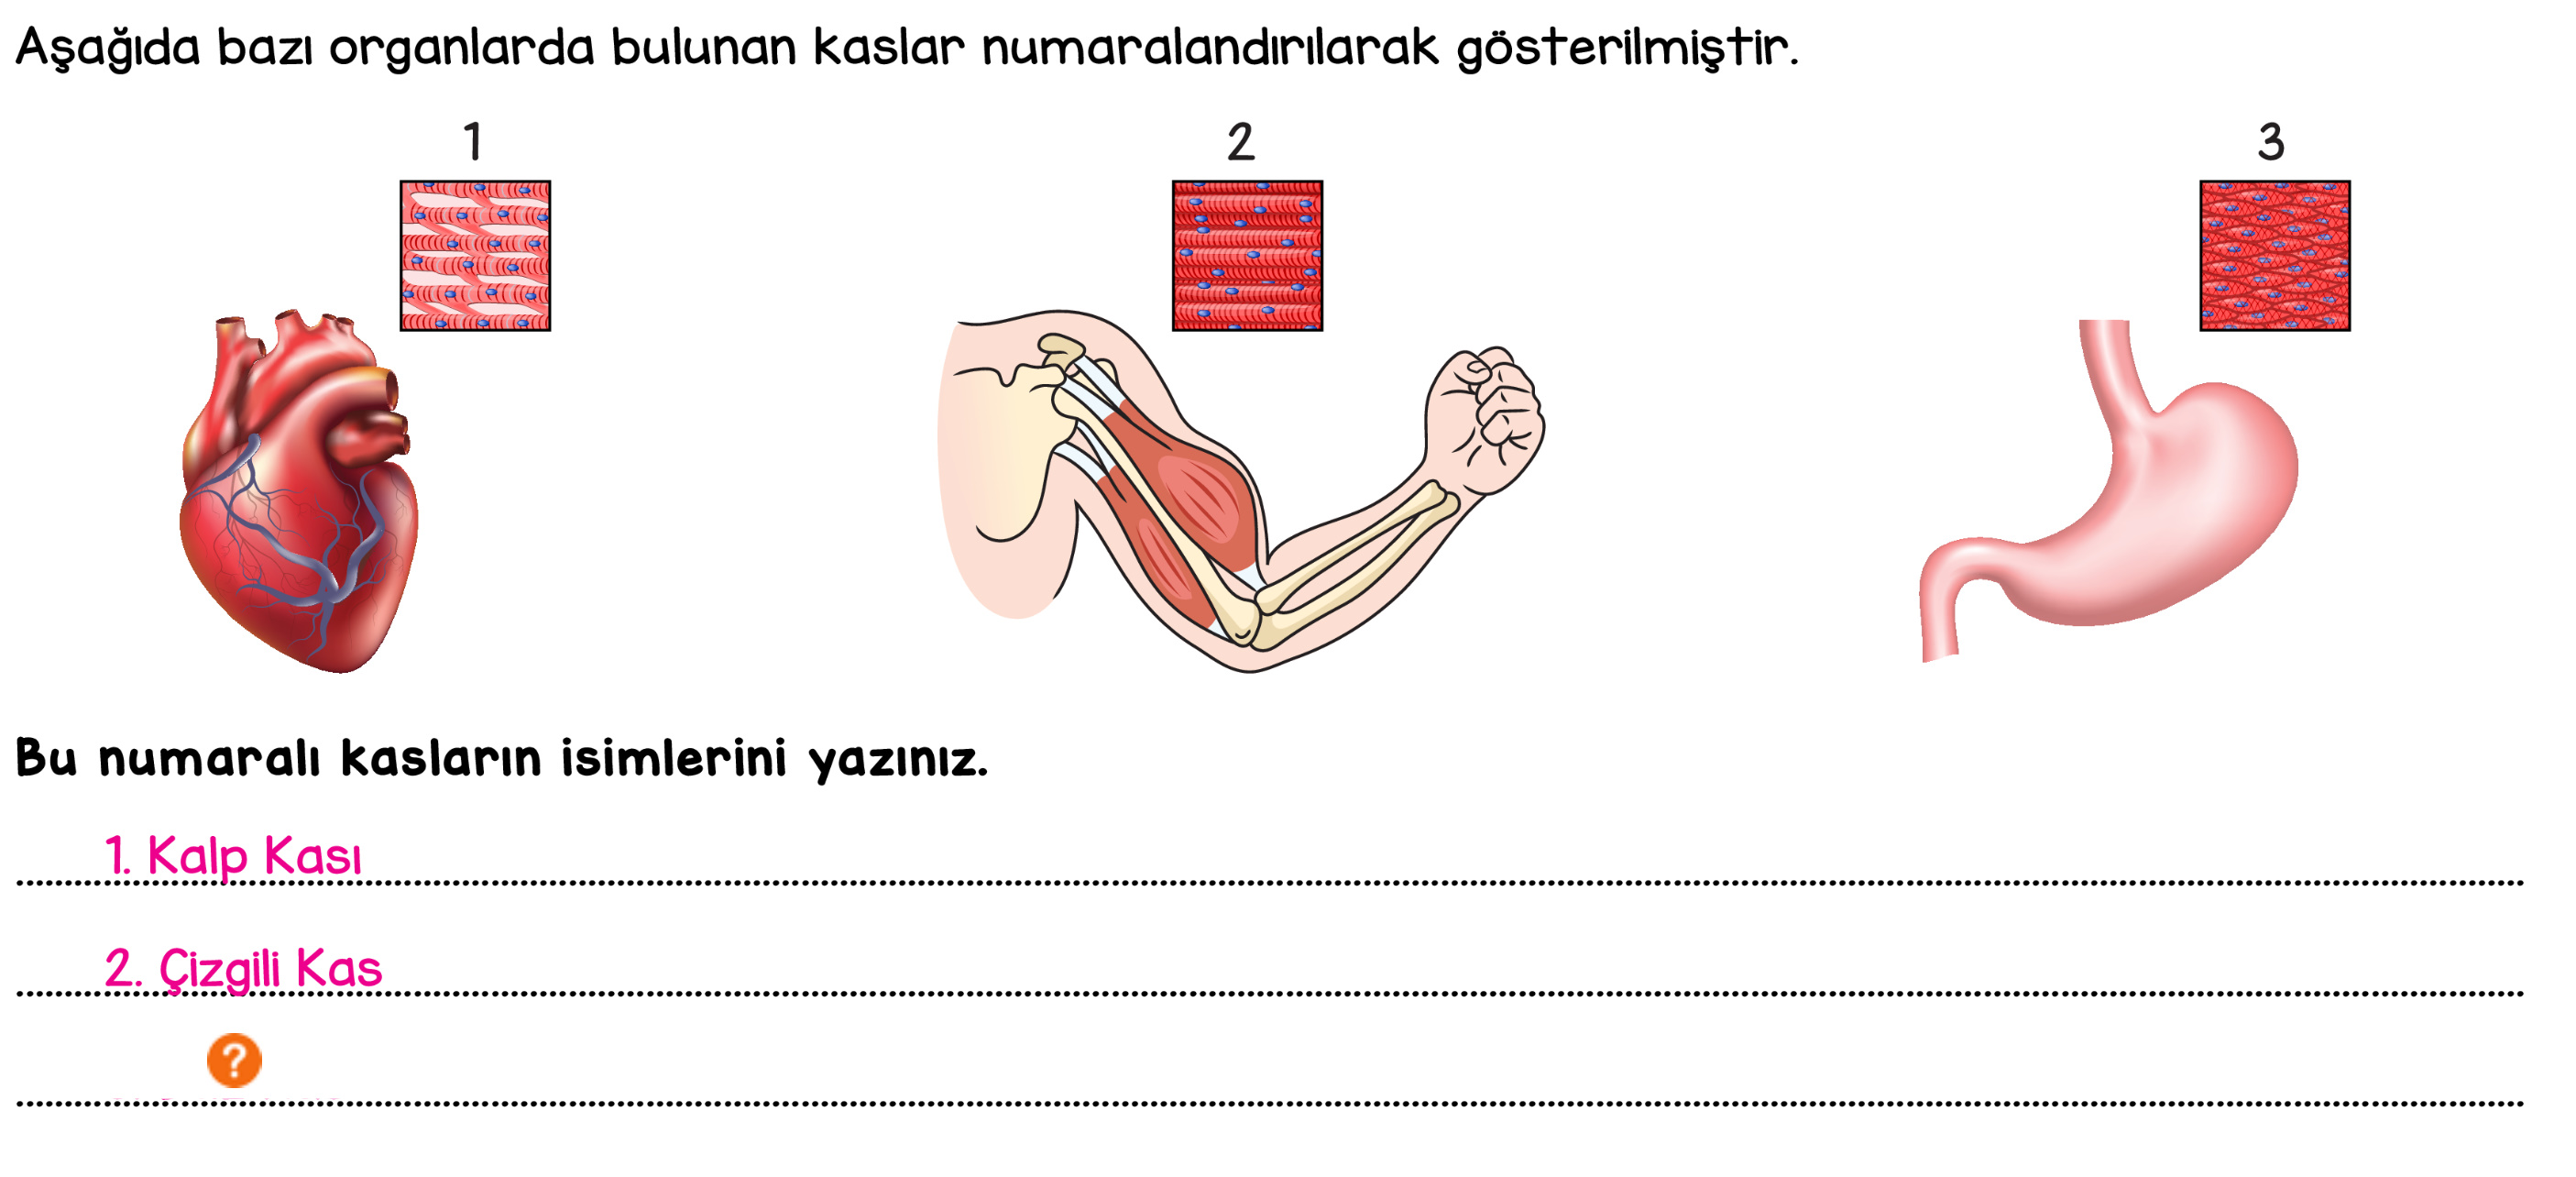 Aşağıda bazı organlarda bulunan kaslar numaralandırılarak gösterilmiştir.
1 2 3
Bu numaralı kasların isimlerini yazınız.
1. Kalp Kası
2. Çizgili Kas
?